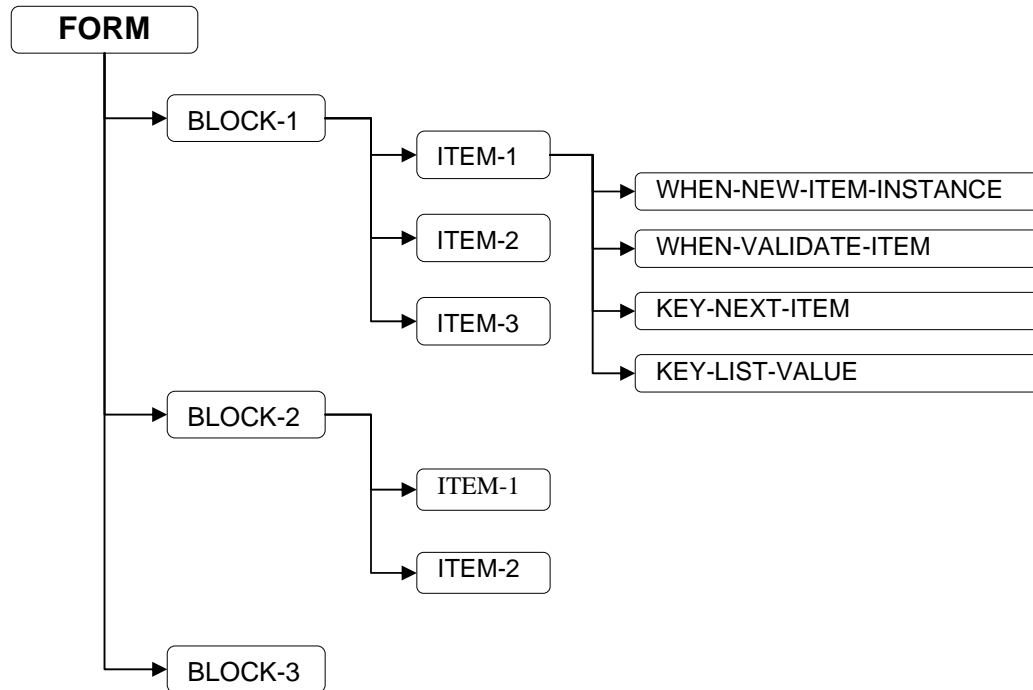 FORM
BLOCK-1
ITEM-1
WHEN-NEW-ITEM-INSTANCE
WHEN-VALIDATE-ITEM
KEY-NEXT-ITEM
KEY-LIST-VALUE
ITEM-2
ITEM-3
BLOCK-2
ITEM-1
ITEM-2
BLOCK-3